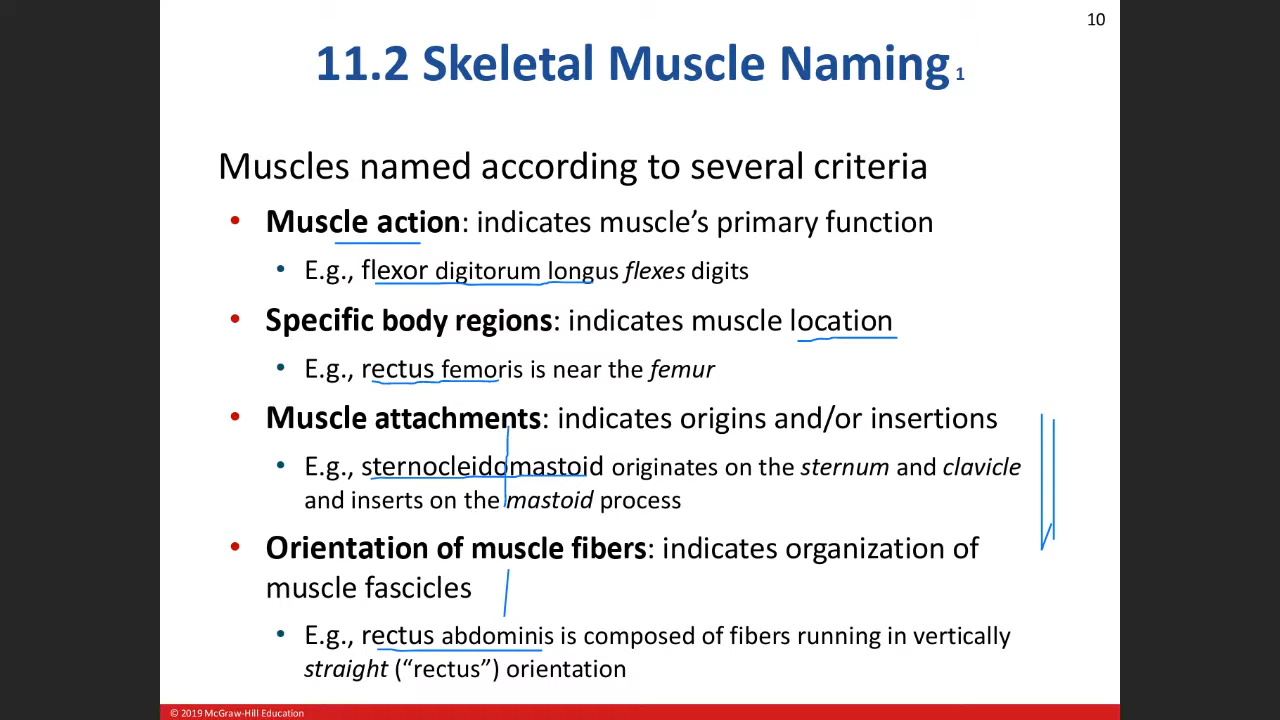 10
11.2 Skeletal Muscle Naming 1
Muscles named according to several criteria
• Muscle action: indicates muscle’s primary function
• E.g., flexor digitorum longus flexes digits
• Specific body regions: indicates muscle location
• E.g., rectus femoris is near the femur
• Muscle attachments: indicates origins and/or insertions
• E.g., sternocleidomastoid originates on the sternum and clavicle
and inserts on the mastoid process
• Orientation of muscle fibers: indicates organization of
muscle fascicles
• E.g., rectus abdominis is composed of fibers running in vertically
straight (“rectus”) orientation
© 2019 McGraw-Hill Education